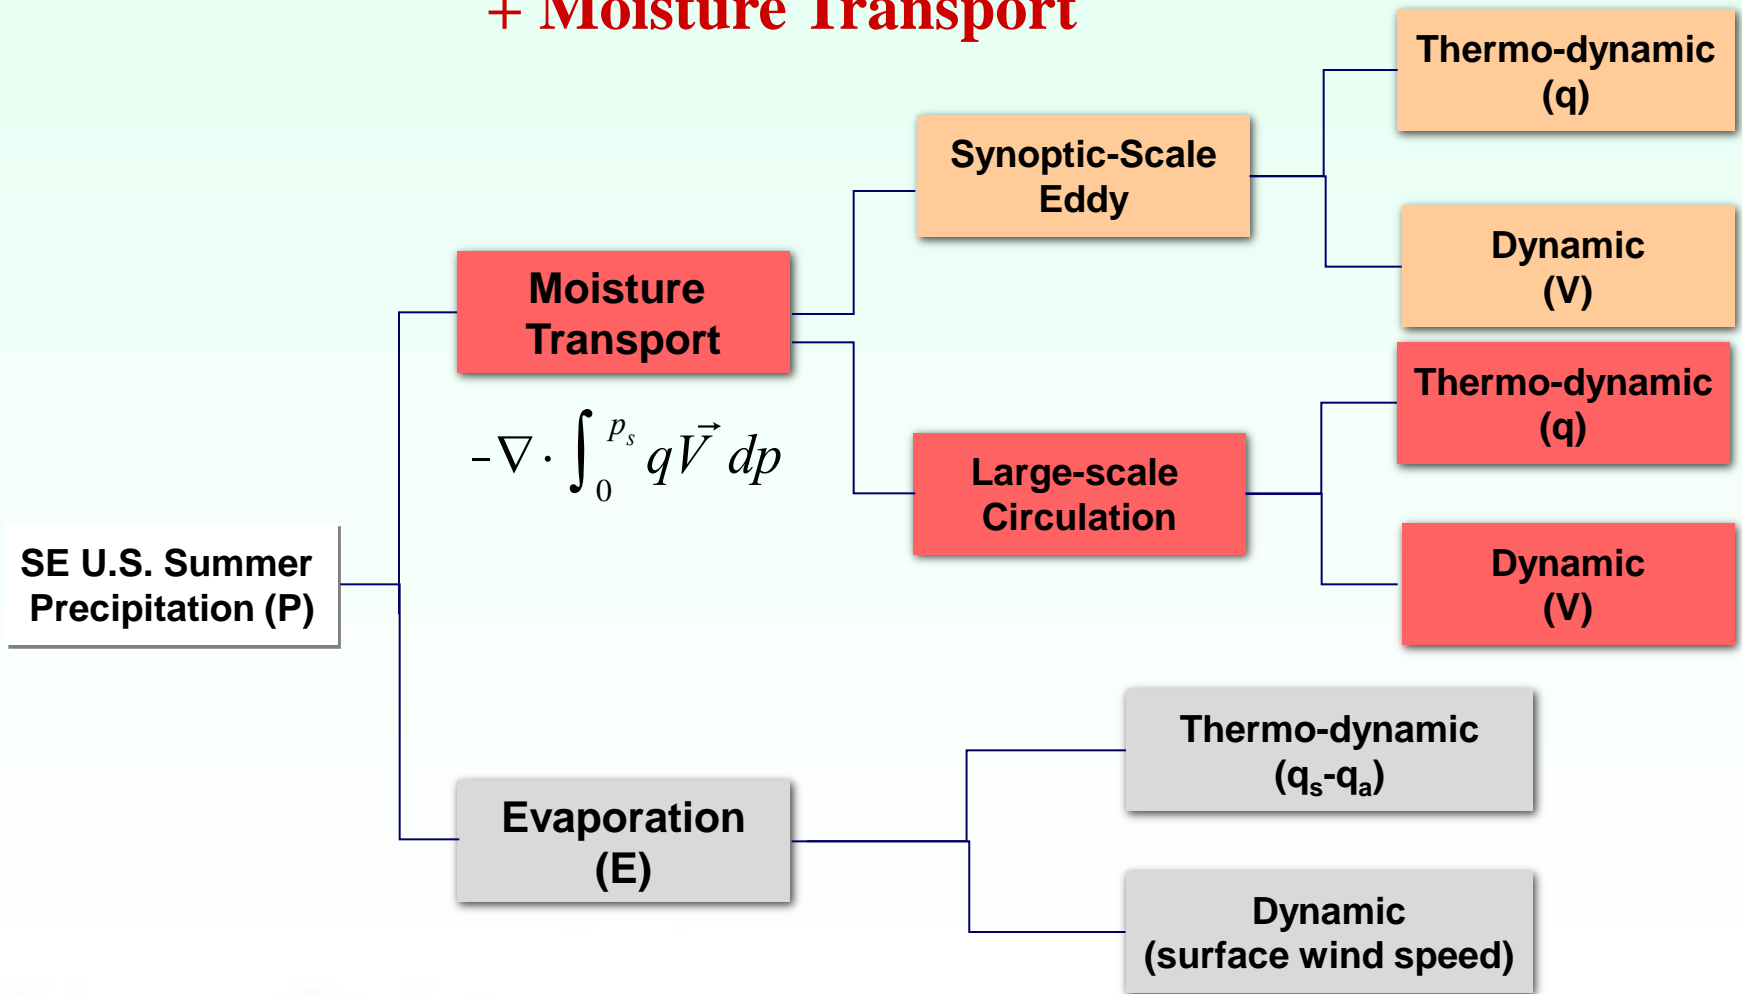 + Moisture Transport
Thermo-dynamic
(q)
Synoptic-Scale
Eddy
Dynamic
(V)
Moisture
Transport
Thermo-dynamic
(q)
−∇ · ∫₀^{pₛ} qV⃗ dp
Large-scale
Circulation
SE U.S. Summer
Precipitation (P)
Dynamic
(V)
Thermo-dynamic
(qₛ-qₐ)
Evaporation
(E)
Dynamic
(surface wind speed)